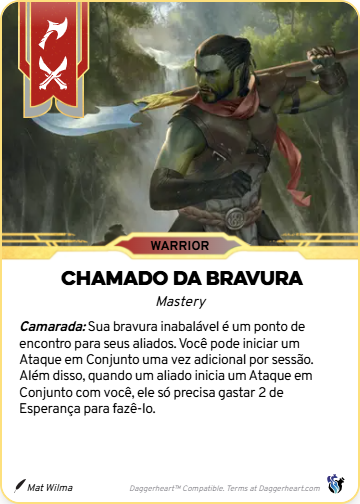 WARRIOR
CHAMADO DA BRAVURA
Mastery
Camarada: Sua bravura inabalável é um ponto de
encontro para seus aliados. Você pode iniciar um
Ataque em Conjunto uma vez adicional por sessão.
Além disso, quando um aliado inicia um Ataque em
Conjunto com você, ele só precisa gastar 2 de
Esperança para fazê-lo.
Mat Wilma
Daggerheart™ Compatible. Terms at Daggerheart.com